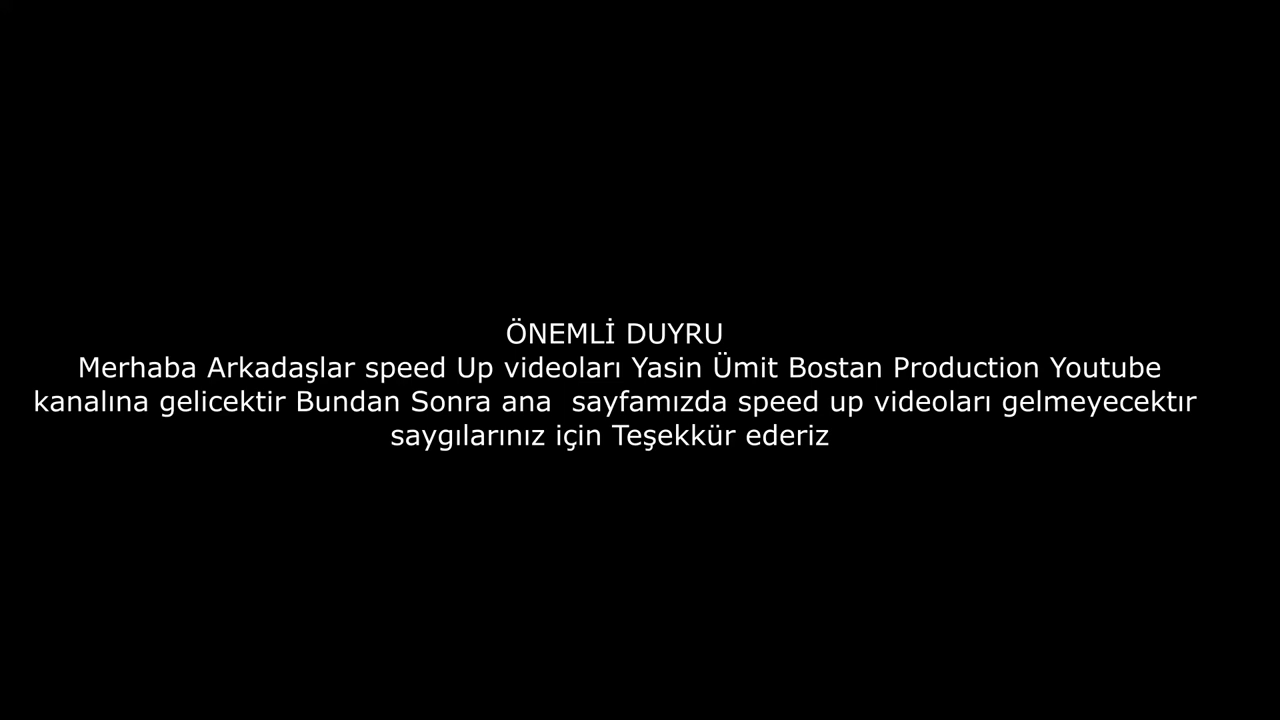 ÖNEMLİ DUYRU
Merhaba Arkadaşlar speed Up videoları Yasin Ümit Bostan Production Youtube
kanalına gelicektir Bundan Sonra ana  sayfamızda speed up videoları gelmeyecektır
saygılarınız için Teşekkür ederiz